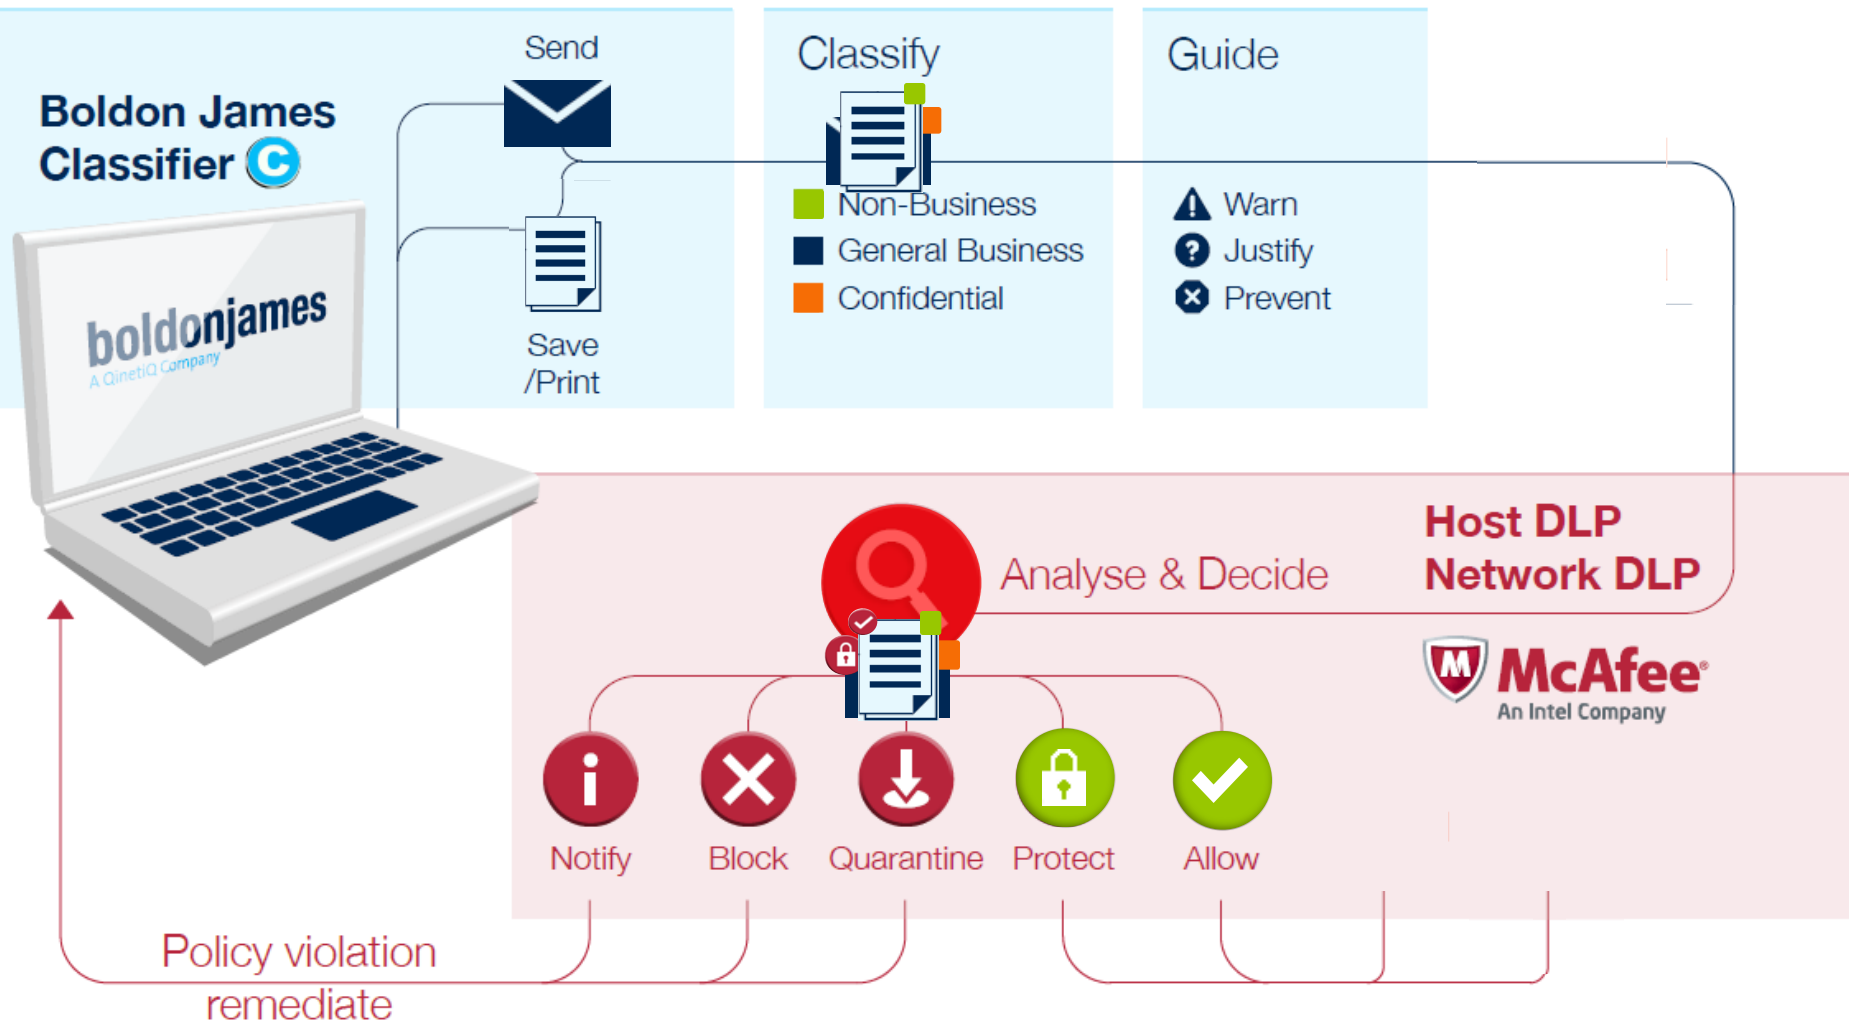 Boldon James
Classifier C
boldonjames
A QinetiQ Company
Send
Save
/Print
Classify
Non-Business
General Business
Confidential
Guide
Warn
Justify
Prevent
Analyse & Decide
Host DLP
Network DLP
McAfee®
An Intel Company
Notify
Block
Quarantine
Protect
Allow
Policy violation
remediate